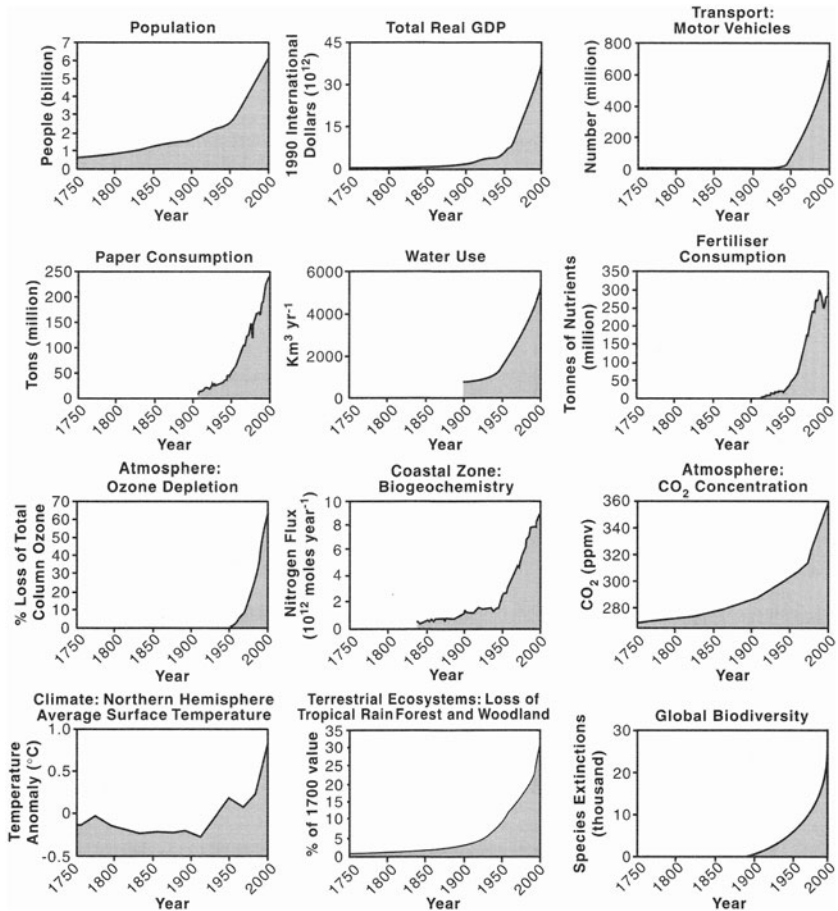 Population
People (billion)
7
6
5
4
3
2
1
0
1750
1800
1850
1900
1950
2000
Year
Total Real GDP
1990 International
Dollars (10¹²)
45
30
15
0
1750
1800
1850
1900
1950
2000
Year
Transport:
Motor Vehicles
Number (million)
800
600
400
200
0
1750
1800
1850
1900
1950
2000
Year
Paper Consumption
Tons (million)
250
200
150
100
50
0
1750
1800
1850
1900
1950
2000
Year
Water Use
Km³ yr⁻¹
6000
4000
2000
0
1750
1800
1850
1900
1950
2000
Year
Fertiliser
Consumption
Tonnes of Nutrients
(million)
350
300
250
200
150
100
50
0
1750
1800
1850
1900
1950
2000
Year
Atmosphere:
Ozone Depletion
% Loss of Total
Column Ozone
70
60
50
40
30
20
10
0
1750
1800
1850
1900
1950
2000
Year
Coastal Zone:
Biogeochemistry
Nitrogen Flux
(10¹² moles year⁻¹)
10
8
6
4
2
0
1750
1800
1850
1900
1950
2000
Year
Atmosphere:
CO₂ Concentration
CO₂ (ppmv)
360
340
320
300
280
1750
1800
1850
1900
1950
2000
Year
Climate: Northern Hemisphere
Average Surface Temperature
Temperature
Anomaly (°C)
1.0
0.5
0
-0.5
1750
1800
1850
1900
1950
2000
Year
Terrestrial Ecosystems: Loss of
Tropical Rain Forest and Woodland
% of 1700 value
35
30
25
20
15
10
5
0
1750
1800
1850
1900
1950
2000
Year
Global Biodiversity
Species Extinctions
(thousand)
30
20
10
0
1750
1800
1850
1900
1950
2000
Year